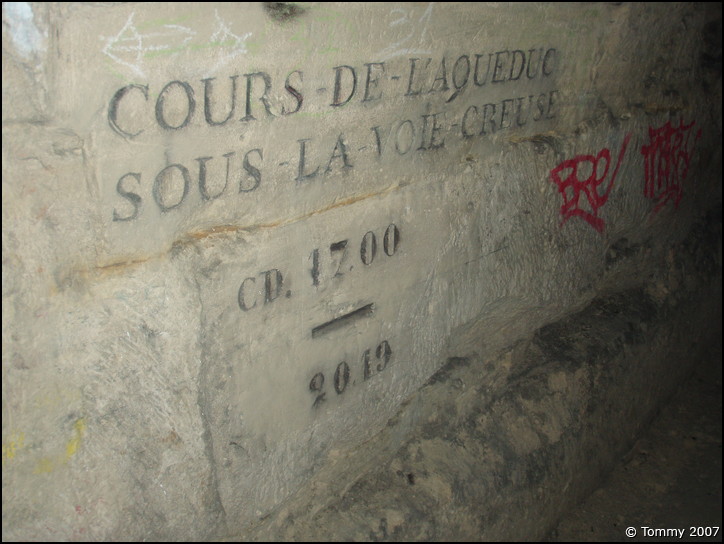 COURS-DE-L'AQUEDUC
SOUS-LA-VOIE-CREUSE
CD. 17.00
20.19
© Tommy 2007